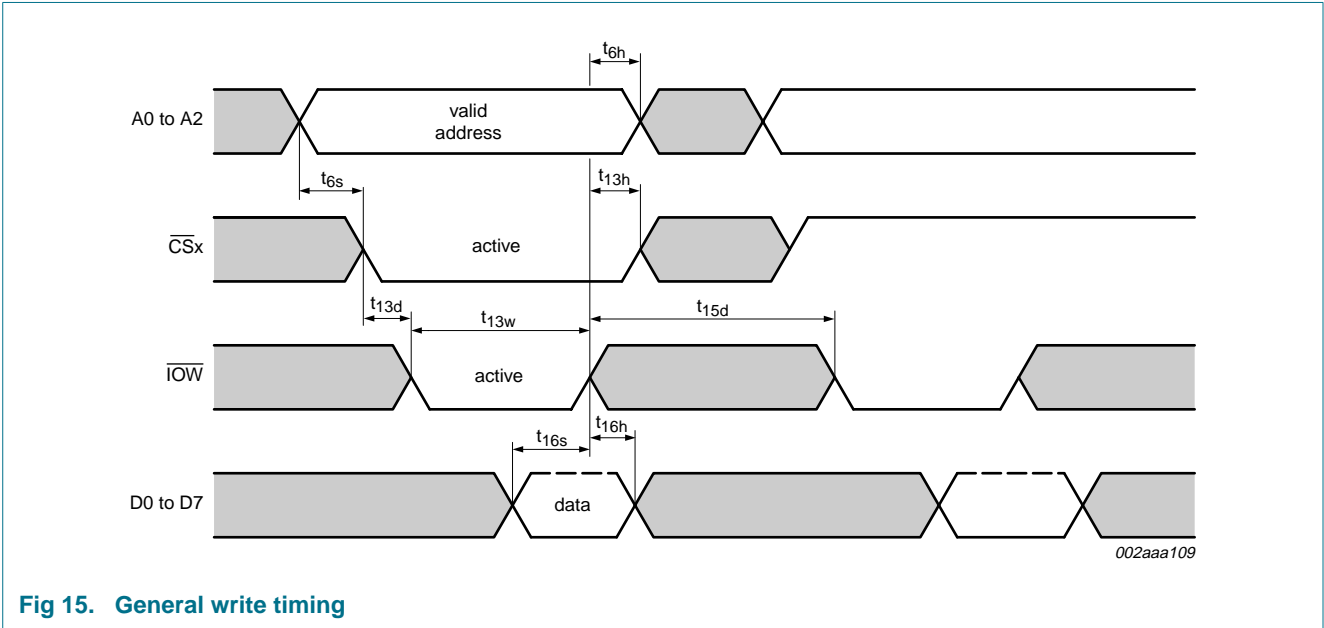 t6h
A0 to A2
valid
address
t6s
t13h
CSx
active
t13d
t13w
t15d
IOW
active
t16s
t16h
D0 to D7
data
002aaa109
Fig 15. General write timing